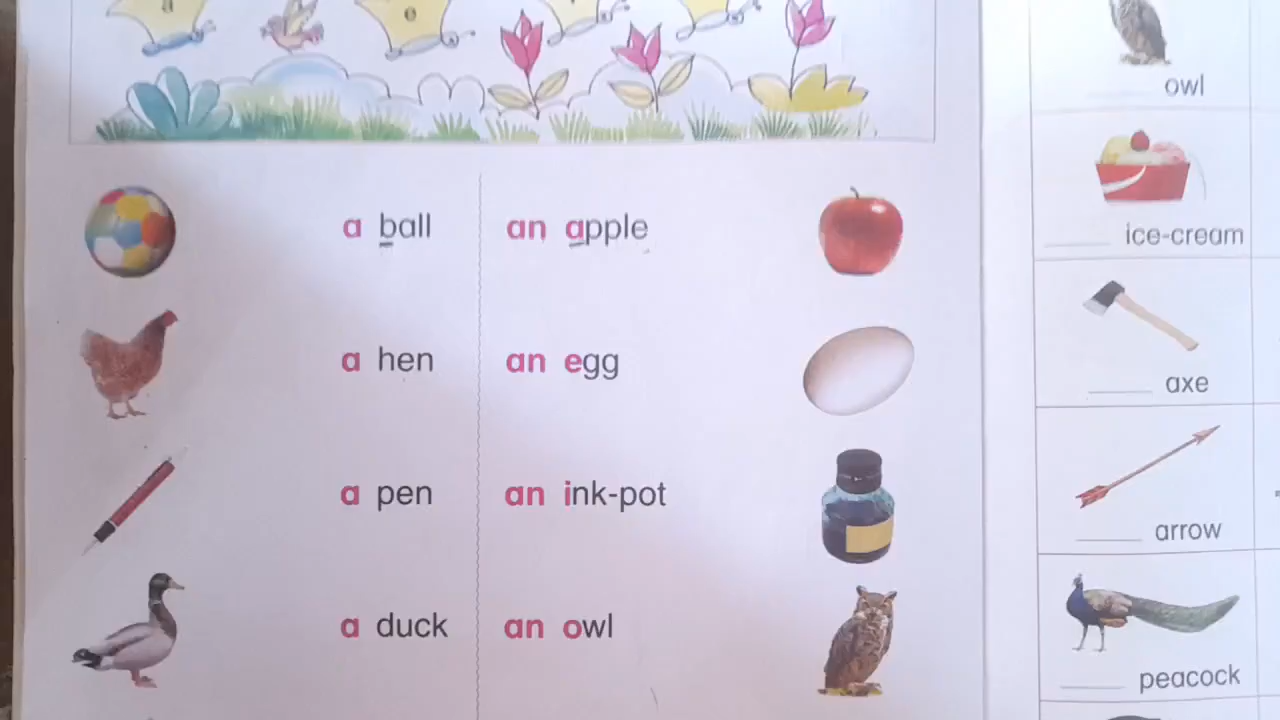 e
a ball
an apple
a hen
an egg
a pen
an ink-pot
a duck
an owl
owl
ice-cream
axe
arrow
peacock